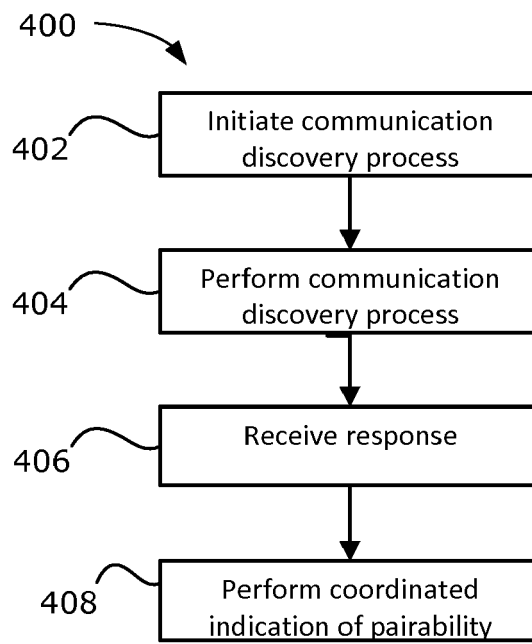 400
402
Initiate communication
discovery process
404
Perform communication
discovery process
406
Receive response
408
Perform coordinated
indication of pairability